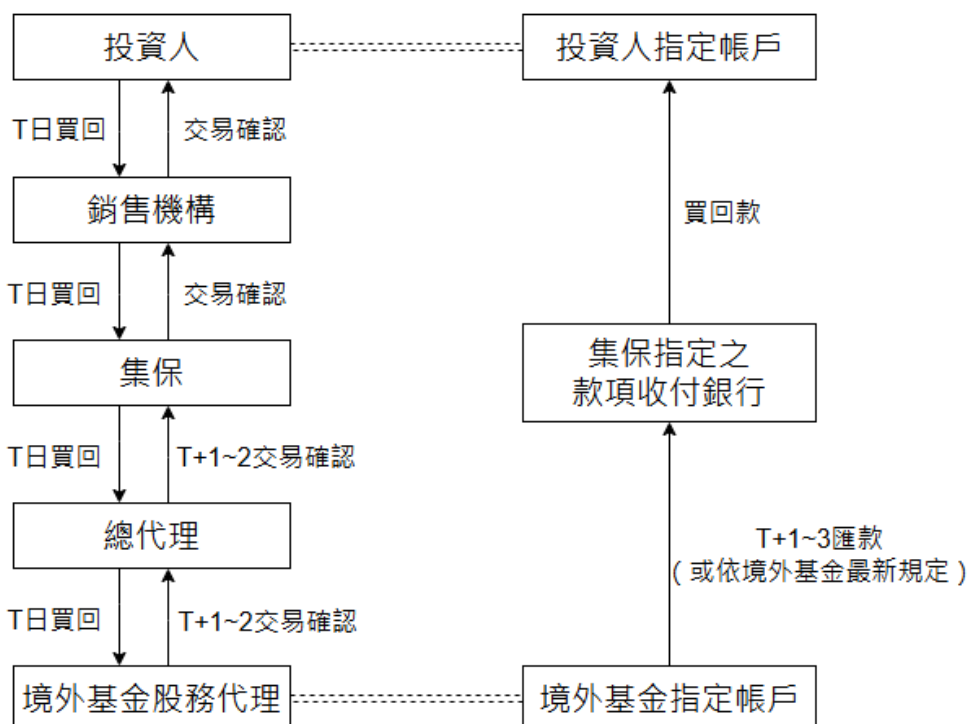 投資人
投資人指定帳戶
T日買回
交易確認
銷售機構
買回款
T日買回
交易確認
集保
集保指定之
款項收付銀行
T日買回
T+1~2交易確認
總代理
T+1~3匯款
（或依境外基金最新規定）
T日買回
T+1~2交易確認
境外基金股務代理
境外基金指定帳戶